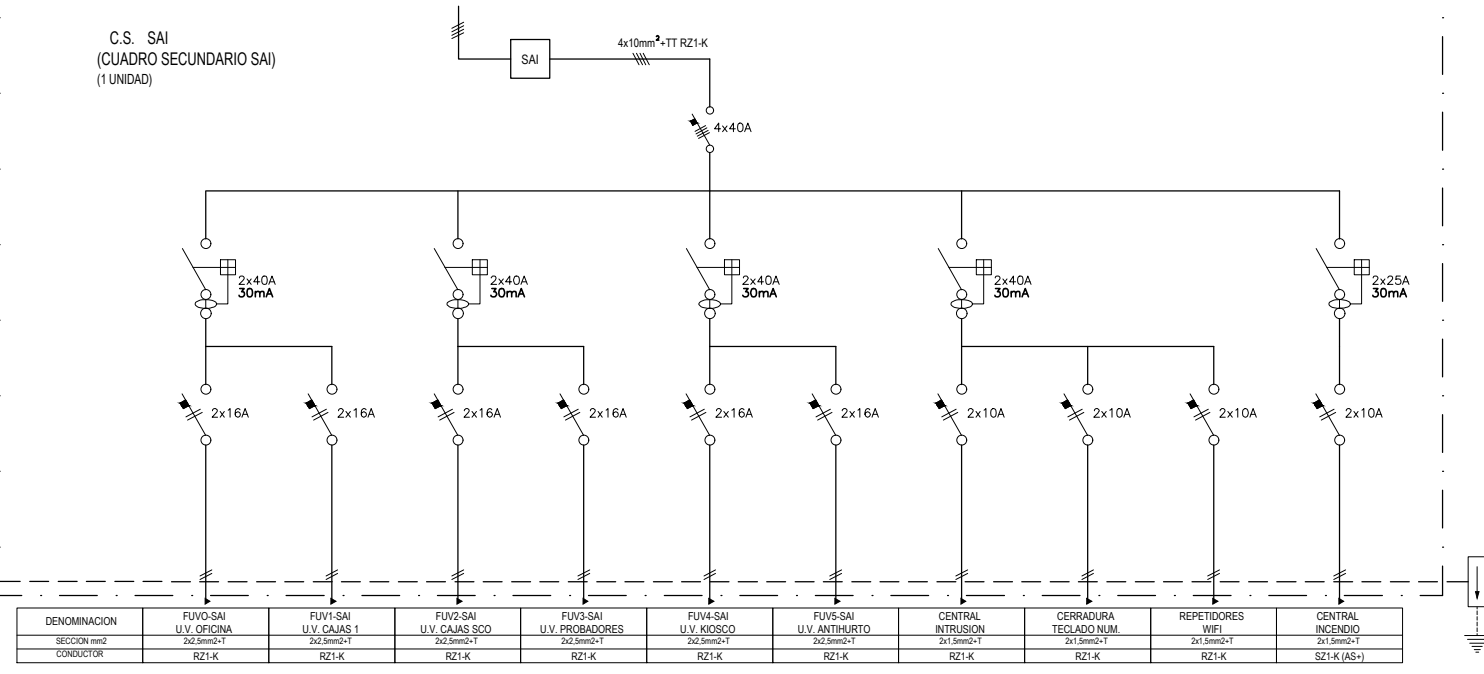 C.S. SAI
(CUADRO SECUNDARIO SAI)
(1 UNIDAD)
SAI
4x10mm²+TT RZ1-K
4x40A
2x40A
30mA
2x40A
30mA
2x40A
30mA
2x40A
30mA
2x25A
30mA
2x16A
2x16A
2x16A
2x16A
2x16A
2x16A
2x10A
2x10A
2x10A
2x10A
DENOMINACION
FUVO-SAI
U.V. OFICINA
FUV1-SAI
U.V. CAJAS 1
FUV2-SAI
U.V. CAJAS SCO
FUV3-SAI
U.V. PROBADORES
FUV4-SAI
U.V. KIOSCO
FUV5-SAI
U.V. ANTIHURTO
CENTRAL
INTRUSION
CERRADURA
TECLADO NUM.
REPETIDORES
WIFI
CENTRAL
INCENDIO
SECCION mm2
2x2,5mm2+T
2x2,5mm2+T
2x2,5mm2+T
2x2,5mm2+T
2x2,5mm2+T
2x2,5mm2+T
2x1,5mm2+T
2x1,5mm2+T
2x1,5mm2+T
2x1,5mm2+T
CONDUCTOR
RZ1-K
RZ1-K
RZ1-K
RZ1-K
RZ1-K
RZ1-K
RZ1-K
RZ1-K
RZ1-K
SZ1-K (AS+)